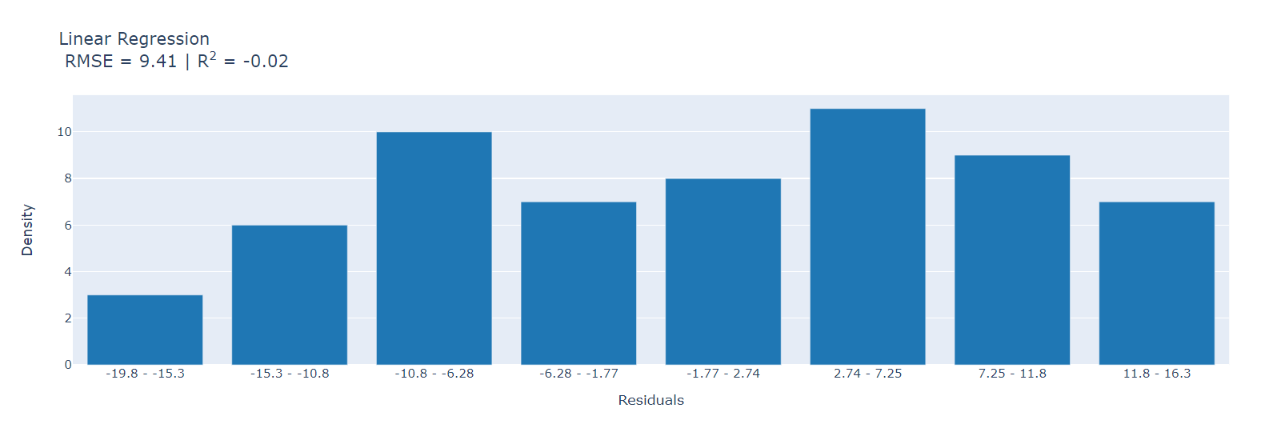 Linear Regression
RMSE = 9.41 | R² = -0.02
Density
10
8
6
4
2
0
-19.8 - -15.3
-15.3 - -10.8
-10.8 - -6.28
-6.28 - -1.77
-1.77 - 2.74
2.74 - 7.25
7.25 - 11.8
11.8 - 16.3
Residuals